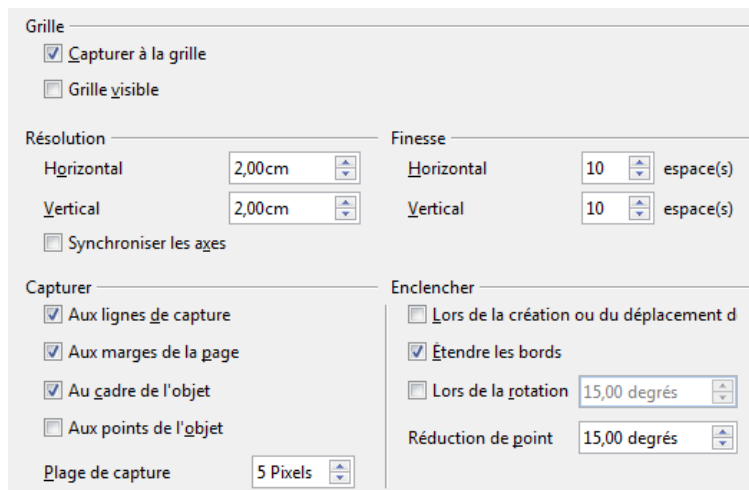 Grille
Capturer à la grille
Grille visible
Résolution
Horizontal 2,00cm
Vertical 2,00cm
Synchroniser les axes
Finesse
Horizontal 10 espace(s)
Vertical 10 espace(s)
Capturer
Aux lignes de capture
Aux marges de la page
Au cadre de l'objet
Aux points de l'objet
Plage de capture 5 Pixels
Enclencher
Lors de la création ou du déplacement
Étendre les bords
Lors de la rotation 15,00 degrés
Réduction de point 15,00 degrés